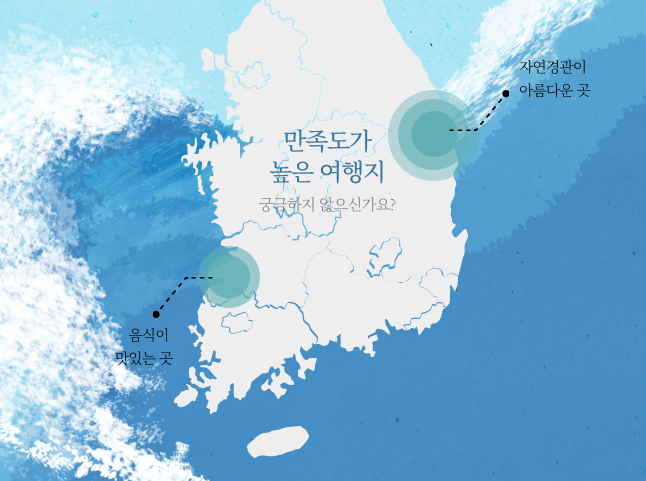 자연경관이
아름다운 곳
만족도가
높은 여행지
궁금하지 않으신가요?
음식이
맛있는 곳